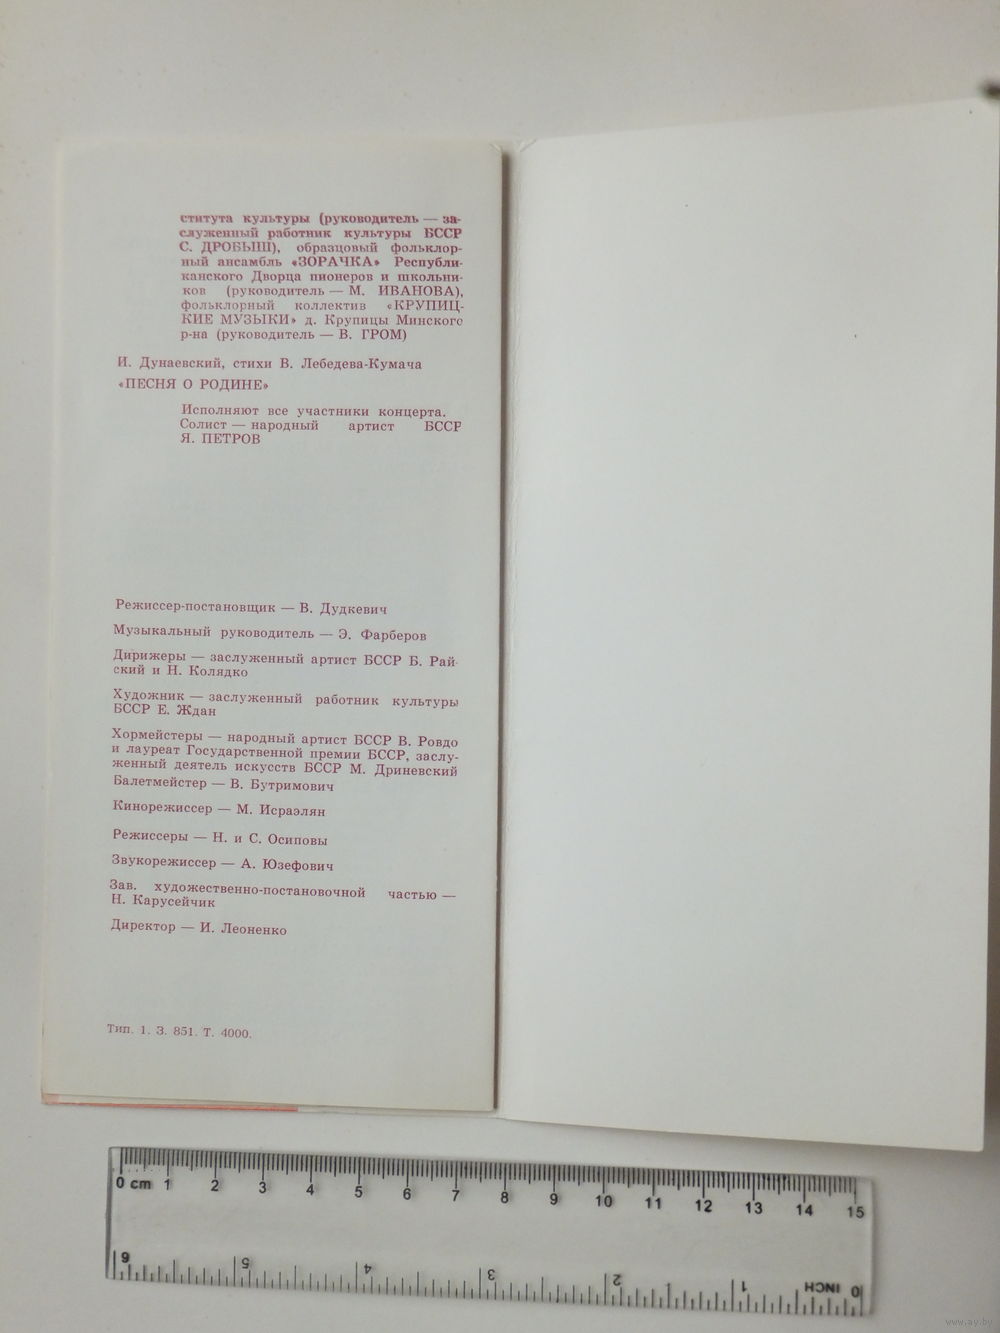 ститута культуры (руководитель — за-
служенный работник культуры БССР
С. ДРОБЫШ), образцовый фольклор-
ный ансамбль «ЗОРАЧКА» Республи-
канского Дворца пионеров и школьни-
ков (руководитель — М. ИВАНОВА),
фольклорный коллектив «КРУПИЦ-
КИЕ МУЗЫКИ» д. Крупицы Минского
р-на (руководитель — В. ГРОМ)
И. Дунаевский, стихи В. Лебедева-Кумача
«ПЕСНЯ О РОДИНЕ»
Исполняют все участники концерта.
Солист — народный артист БССР
Я. ПЕТРОВ
Режиссер-постановщик — В. Дудкевич
Музыкальный руководитель — Э. Фарберов
Дирижеры — заслуженный артист БССР Б. Рай-
ский и Н. Колядко
Художник — заслуженный работник культуры
БССР Е. Ждан
Хормейстеры — народный артист БССР В. Ровдо
и лауреат Государственной премии БССР, заслу-
женный деятель искусств БССР М. Дриневский
Балетмейстер — В. Бутримович
Кинорежиссер — М. Исраэлян
Режиссеры — Н. и С. Осиповы
Звукорежиссер — А. Юзефович
Зав. художественно-постановочной частью —
Н. Карусейчик
Директор — И. Леоненко
Тип. 1. З. 851. Т. 4000.
0 cm 1 2 3 4 5 6 7 8 9 10 11 12 13 14 15
6 5 4 3 2 1 INCH 0
www.ay.by